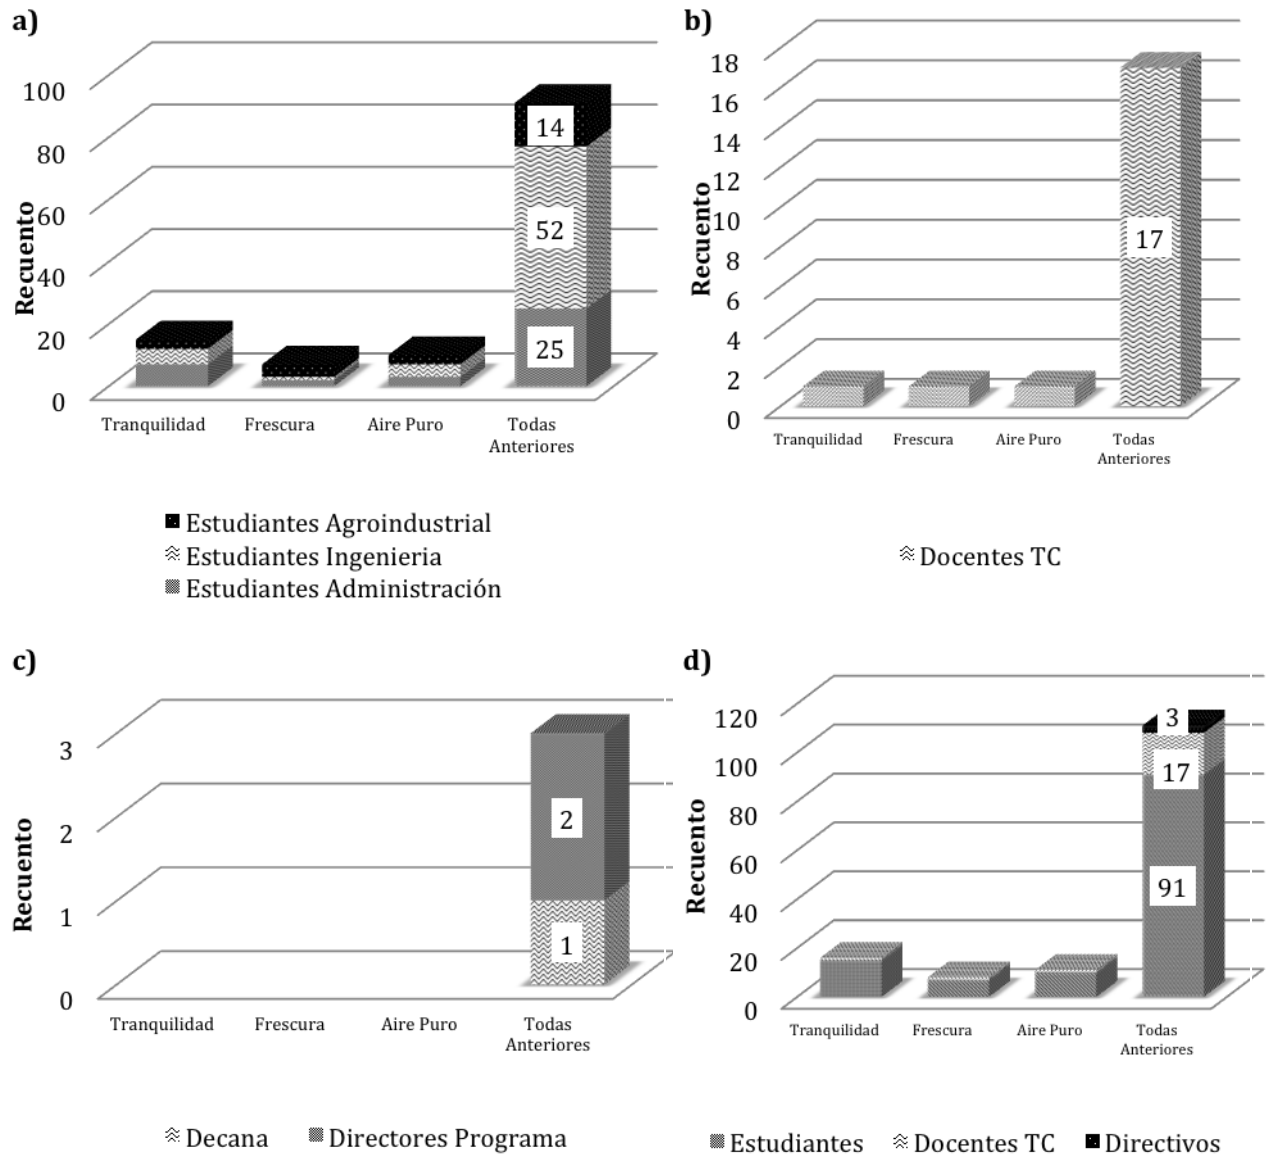 a)
Recuento
100
80
60
40
20
0
14
52
25
Tranquilidad
Frescura
Aire Puro
Todas
Anteriores
Estudiantes Agroindustrial
Estudiantes Ingenieria
Estudiantes Administración
b)
Recuento
18
16
14
12
10
8
6
4
2
0
17
Tranquilidad
Frescura
Aire Puro
Todas
Anteriores
Docentes TC
c)
Recuento
3
2
1
0
2
1
Tranquilidad
Frescura
Aire Puro
Todas
Anteriores
Decana
Directores Programa
d)
Recuento
120
100
80
60
40
20
0
3
17
91
Tranquilidad
Frescura
Aire Puro
Todas
Anteriores
Estudiantes
Docentes TC
Directivos